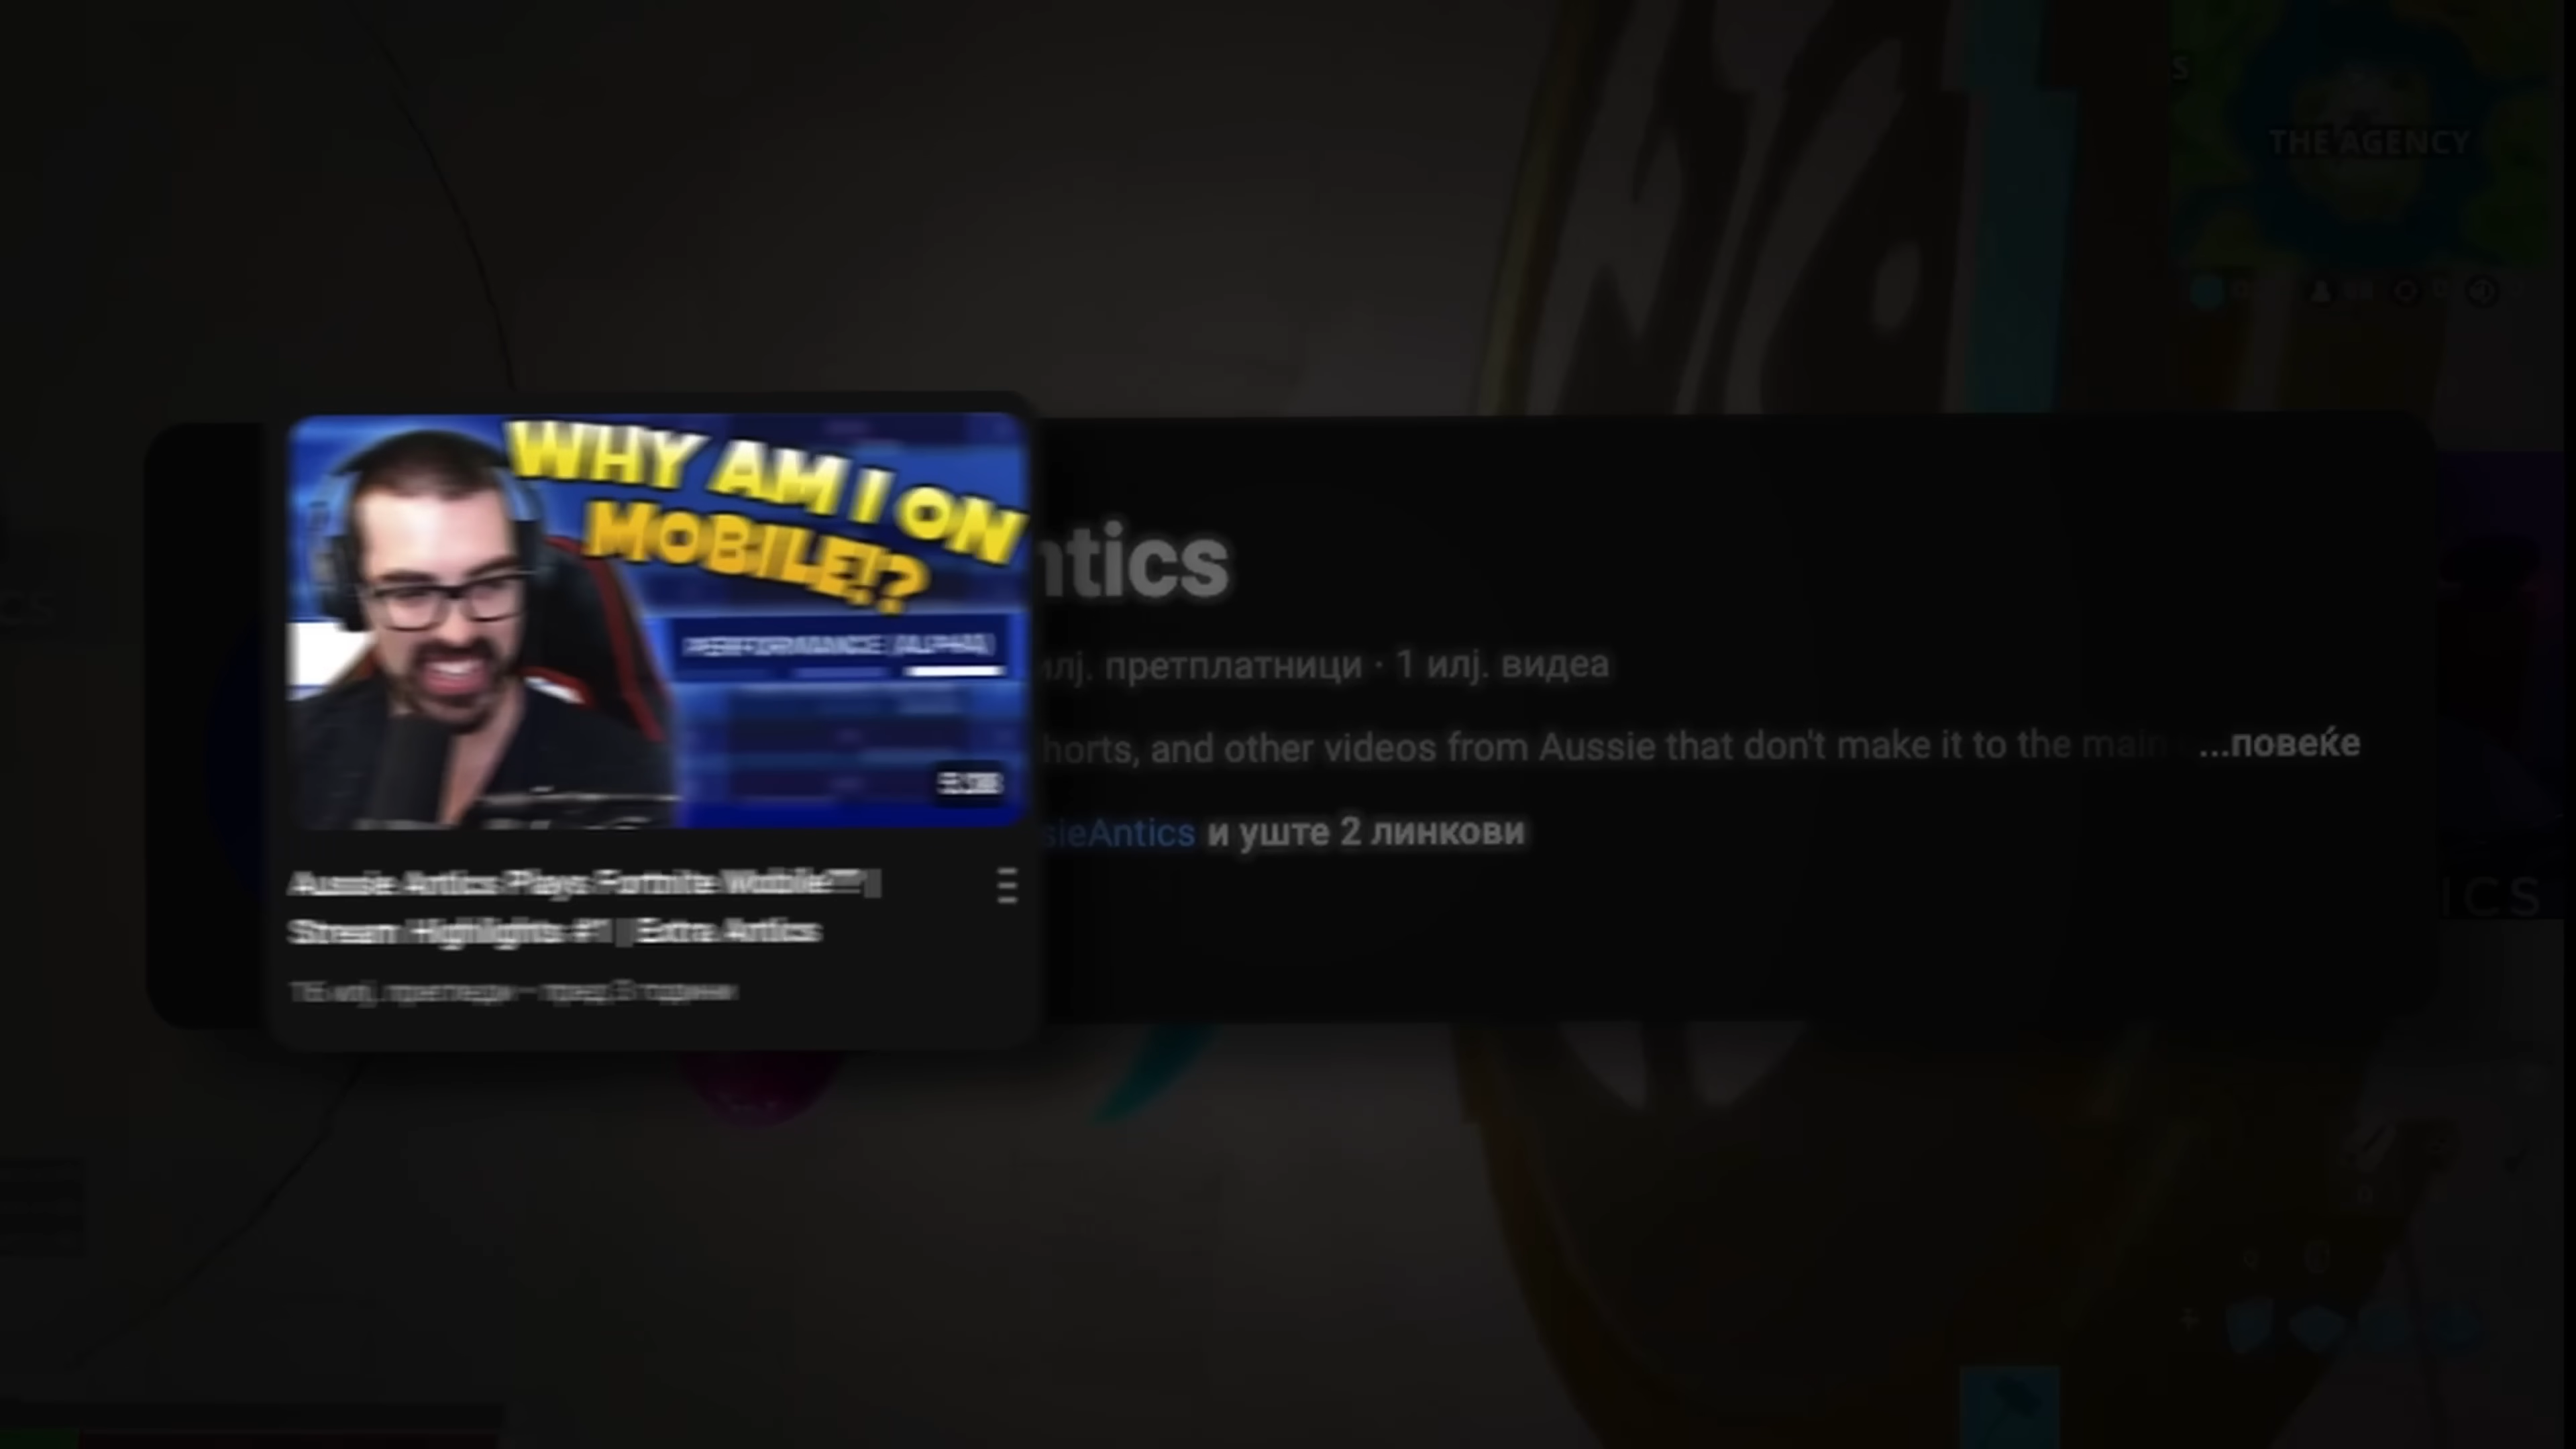 THE AGENCY
WHY AM I ON
MOBILE!?
PERFORMANCE (ALPHA)
Aussie Antics Plays Fortnite Mobile???
Stream Highlights #1 || Extra Antics
ntics
илј. претплатници · 1 илј. видеа
horts, and other videos from Aussie that don't make it to the main ...повеќе
sieAntics и уште 2 линкови
ICS